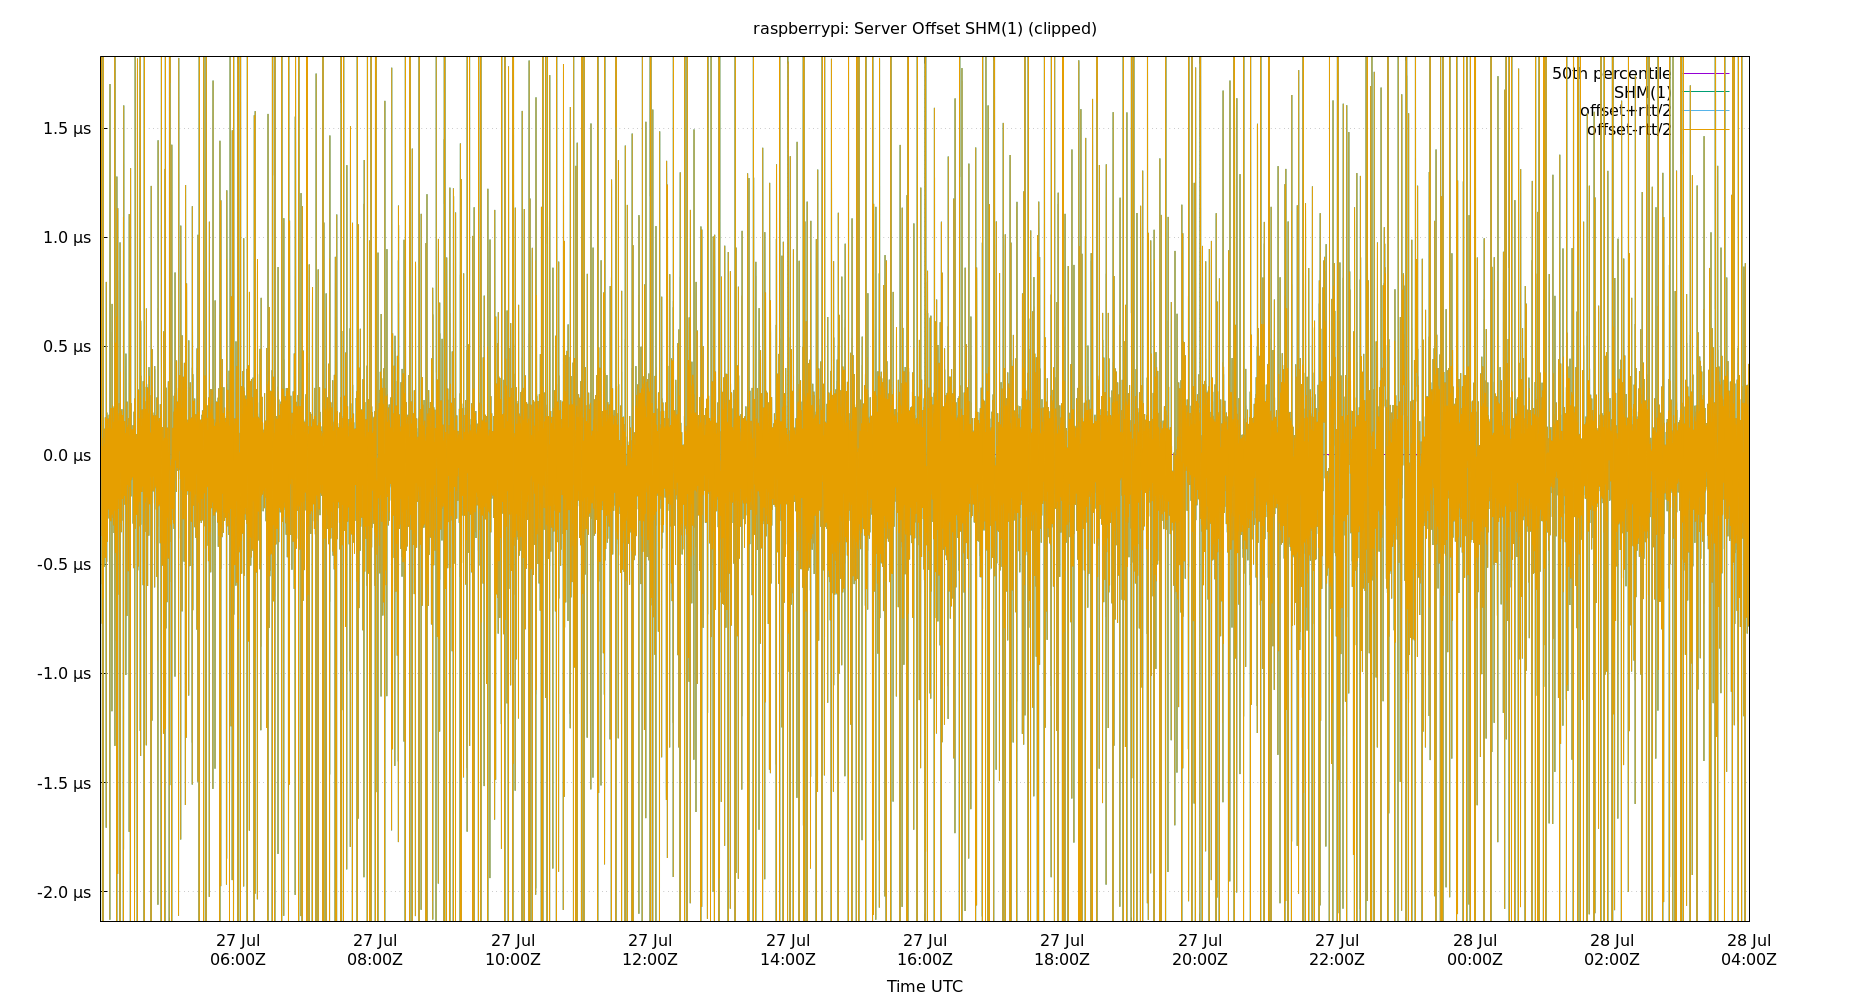 raspberrypi: Server Offset SHM(1) (clipped)
50th percentile
SHM(1)
offset+rtt/2
offset-rtt/2
1.5 µs
1.0 µs
0.5 µs
0.0 µs
-0.5 µs
-1.0 µs
-1.5 µs
-2.0 µs
27 Jul 27 Jul 27 Jul 27 Jul 27 Jul 27 Jul 27 Jul 27 Jul 27 Jul 28 Jul 28 Jul 28 Jul
06:00Z 08:00Z 10:00Z 12:00Z 14:00Z 16:00Z 18:00Z 20:00Z 22:00Z 00:00Z 02:00Z 04:00Z
Time UTC